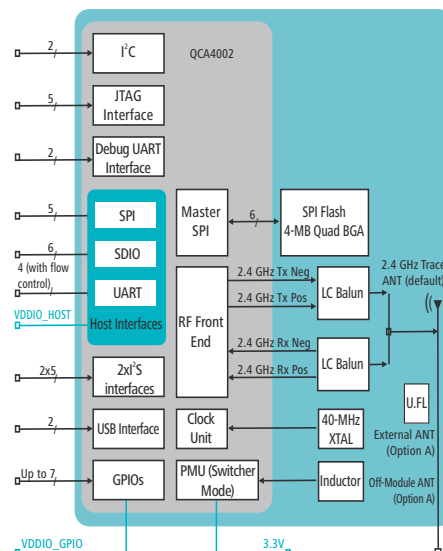 2
I²C
QCA4002
5
JTAG
Interface
2
Debug UART
Interface
5
SPI
Master
SPI
6
SPI Flash
4-MB Quad BGA
6
SDIO
4 (with flow
control)
UART
VDDIO_HOST
Host Interfaces
RF Front
End
2.4 GHz Tx Neg
2.4 GHz Tx Pos
LC Balun
2.4 GHz Trace
ANT (default)
2.4 GHz Rx Neg
2.4 GHz Rx Pos
LC Balun
2x5
2xI²S
interfaces
U.FL
External ANT
(Option A)
2
USB Interface
Clock
Unit
40-MHz
XTAL
Up to 7
GPIOs
PMU (Switcher
Mode)
Inductor
Off-Module ANT
(Option A)
VDDIO_GPIO
3.3V